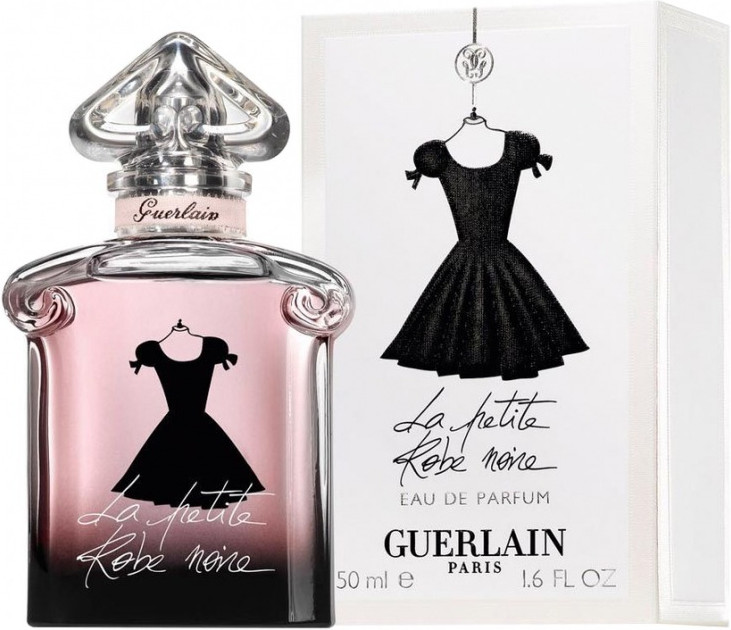 Guerlain
La petite
Robe noire
La petite
Robe noire
EAU DE PARFUM
GUERLAIN
PARIS
50 ml ℮ 1.6 FL OZ